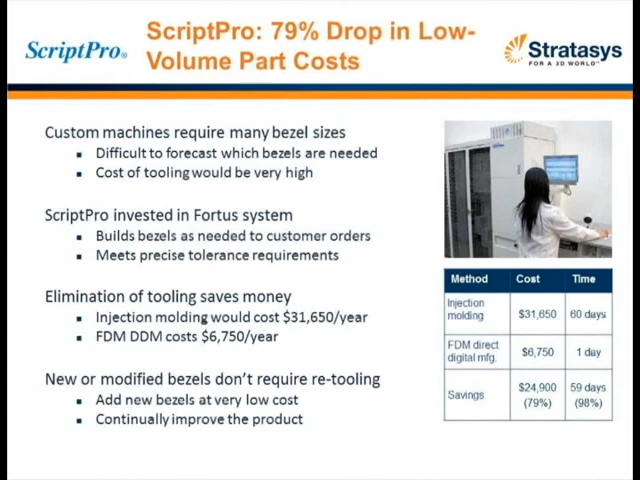 ScriptPro®
ScriptPro: 79% Drop in Low-
Volume Part Costs
Stratasys
FOR A 3D WORLD™
Custom machines require many bezel sizes
▪ Difficult to forecast which bezels are needed
▪ Cost of tooling would be very high
ScriptPro invested in Fortus system
▪ Builds bezels as needed to customer orders
▪ Meets precise tolerance requirements
Elimination of tooling saves money
▪ Injection molding would cost $31,650/year
▪ FDM DDM costs $6,750/year
New or modified bezels don't require re-tooling
▪ Add new bezels at very low cost
▪ Continually improve the product
Method Cost Time
Injection
molding $31,650 60 days
FDM direct
digital mfg. $6,750 1 day
Savings $24,900 59 days
(79%) (98%)